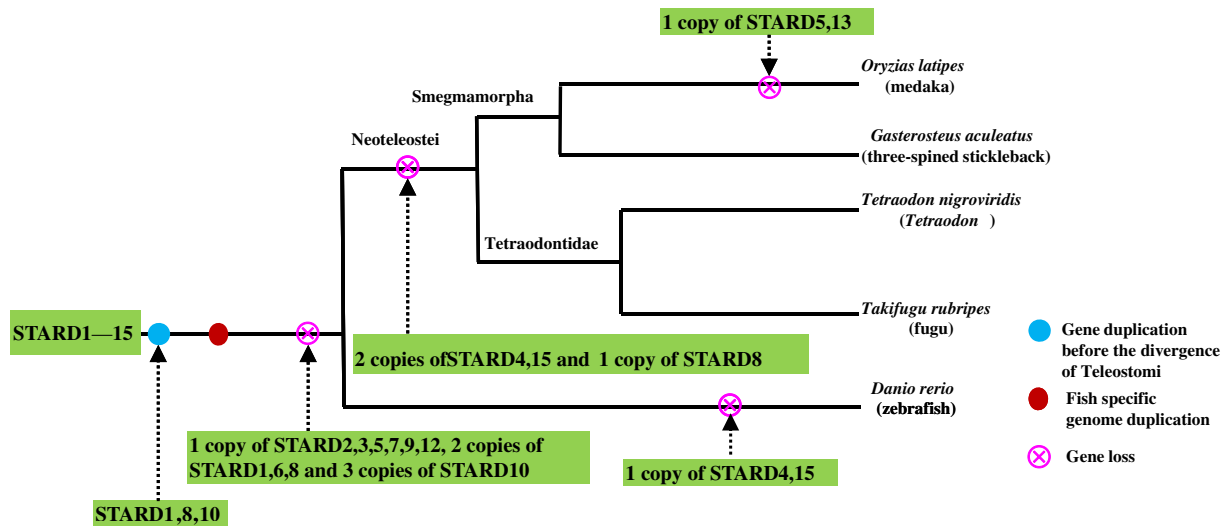 1 copy of STARD5,13
Oryzias latipes
(medaka)
Smegmamorpha
Neoteleostei
Gasterosteus aculeatus
(three-spined stickleback)
Tetraodon nigroviridis
(Tetraodon )
Tetraodontidae
Takifugu rubripes
(fugu)
STARD1—15
2 copies ofSTARD4,15 and 1 copy of STARD8
Danio rerio
(zebrafish)
1 copy of STARD2,3,5,7,9,12, 2 copies of
STARD1,6,8 and 3 copies of STARD10
1 copy of STARD4,15
STARD1,8,10
Gene duplication
before the divergence
of Teleostomi
Fish specific
genome duplication
Gene loss